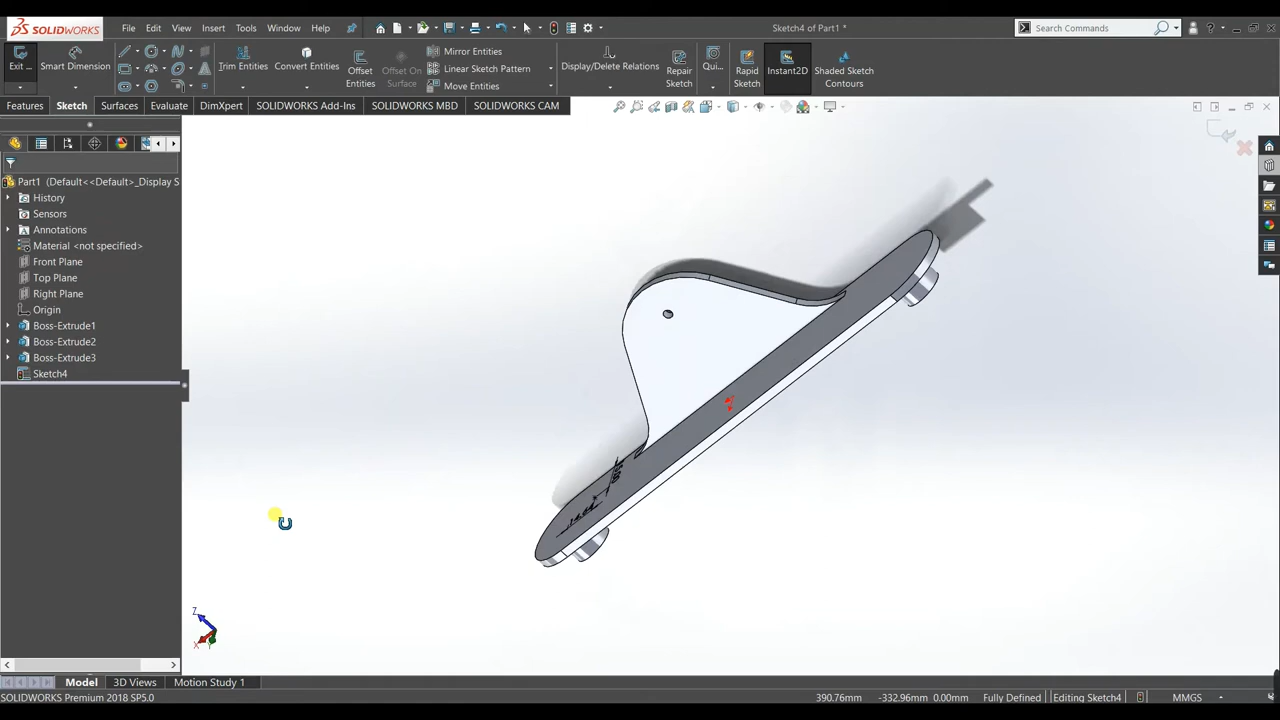 SOLIDWORKS File Edit View Insert Tools Window Help Sketch4 of Part1 * Search Commands
Exit ... Smart Dimension Trim Entities Convert Entities Offset Entities Offset On Surface Mirror Entities Linear Sketch Pattern Move Entities Display/Delete Relations Repair Sketch Qui... Rapid Sketch Instant2D Shaded Sketch Contours
Features Sketch Surfaces Evaluate DimXpert SOLIDWORKS Add-Ins SOLIDWORKS MBD SOLIDWORKS CAM
Part1 (Default<<Default>_Display S
History
Sensors
Annotations
Material <not specified>
Front Plane
Top Plane
Right Plane
Origin
Boss-Extrude1
Boss-Extrude2
Boss-Extrude3
Sketch4
Z
X Y
Model 3D Views Motion Study 1
SOLIDWORKS Premium 2018 SP5.0 390.76mm -332.96mm 0.00mm Fully Defined Editing Sketch4 MMGS